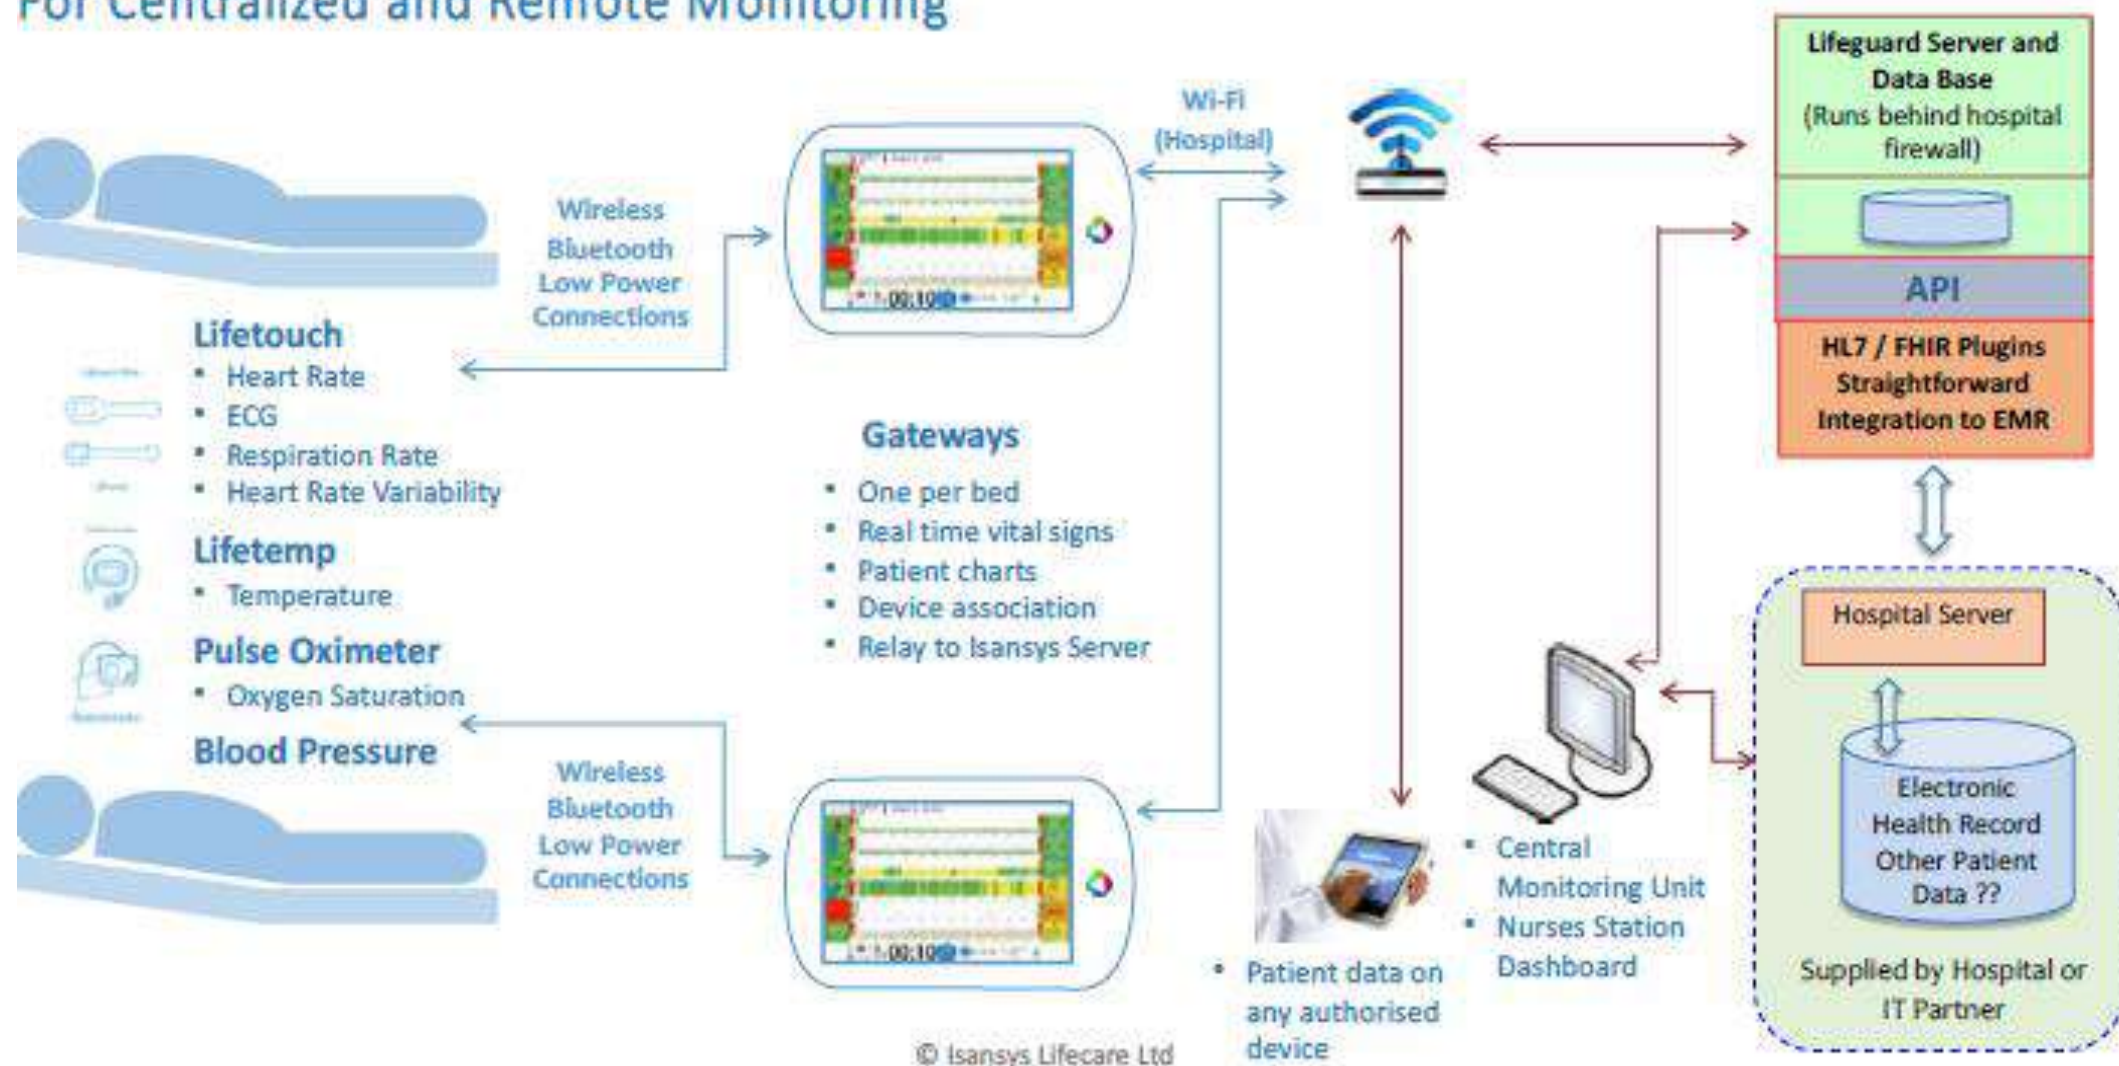 For Centralized and Remote Monitoring
Wireless
Bluetooth
Low Power
Connections
Lifetouch
• Heart Rate
• ECG
• Respiration Rate
• Heart Rate Variability
Lifetemp
• Temperature
Pulse Oximeter
• Oxygen Saturation
Blood Pressure
Wireless
Bluetooth
Low Power
Connections
00:10
Wi-Fi
(Hospital)
Gateways
• One per bed
• Real time vital signs
• Patient charts
• Device association
• Relay to Isansys Server
00:10
• Patient data on
any authorised
device
• Central
Monitoring Unit
• Nurses Station
Dashboard
Lifeguard Server and
Data Base
(Runs behind hospital
firewall)
API
HL7 / FHIR Plugins
Straightforward
Integration to EMR
Hospital Server
Electronic
Health Record
Other Patient
Data ??
Supplied by Hospital or
IT Partner
© Isansys Lifecare Ltd